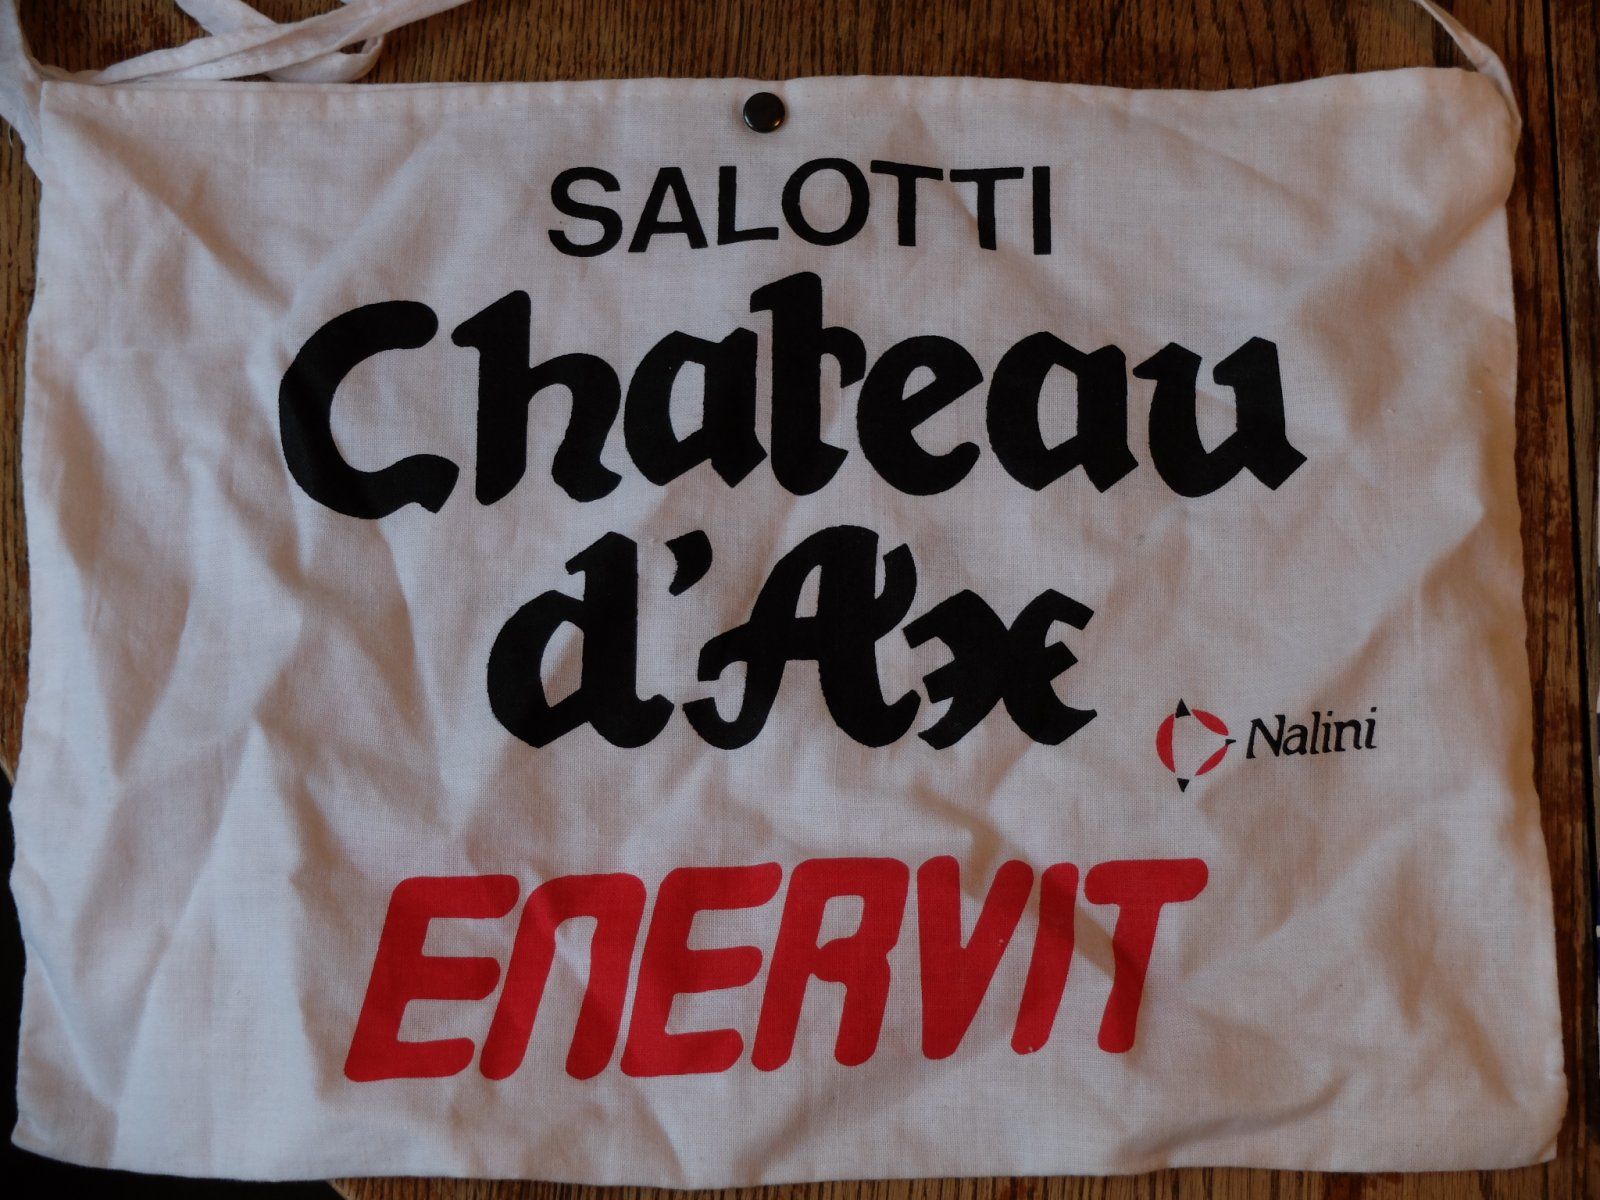 SALOTTI
Chateau
d'Ax
Nalini
ENERVIT